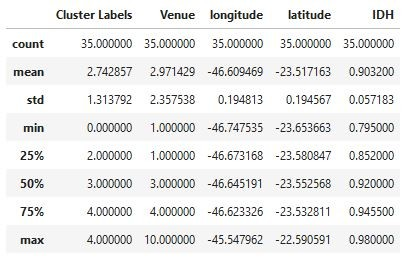 Cluster Labels Venue longitude latitude IDH
count 35.000000 35.000000 35.000000 35.000000 35.000000
mean 2.742857 2.971429 -46.609469 -23.517163 0.903200
std 1.313792 2.357538 0.194813 0.194567 0.057183
min 0.000000 1.000000 -46.747535 -23.653663 0.795000
25% 2.000000 1.000000 -46.673168 -23.580847 0.852000
50% 3.000000 3.000000 -46.645191 -23.552568 0.920000
75% 4.000000 4.000000 -46.623326 -23.532811 0.945500
max 4.000000 10.000000 -45.547962 -22.590591 0.980000